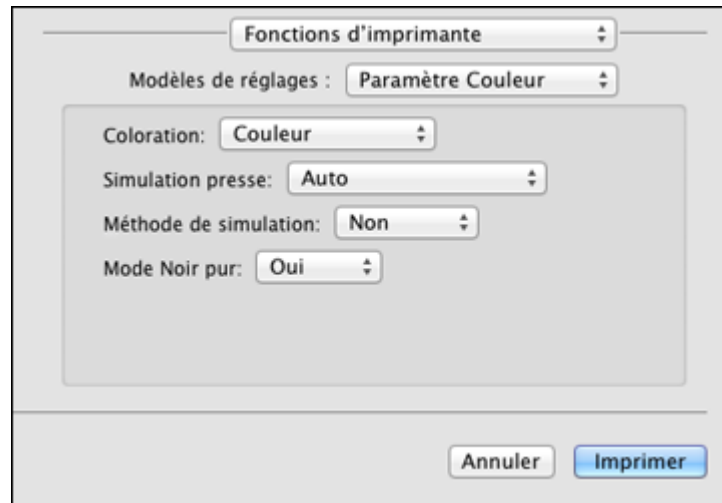 Fonctions d'imprimante
Modèles de réglages : Paramètre Couleur
Coloration: Couleur
Simulation presse: Auto
Méthode de simulation: Non
Mode Noir pur: Oui
Annuler Imprimer